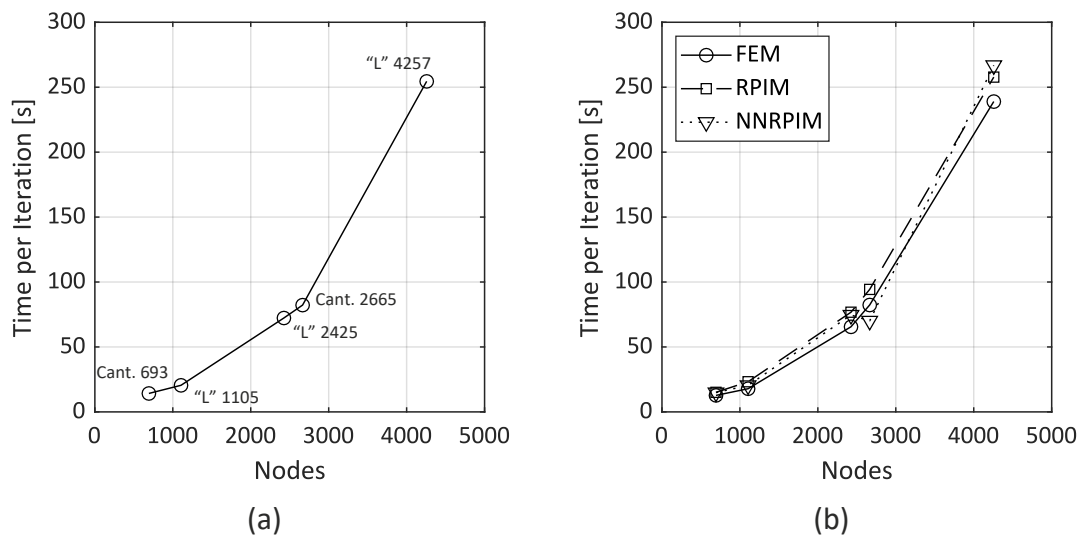 Time per Iteration [s]
300
250
200
150
100
50
0
"L" 4257
Cant. 2665
"L" 2425
Cant. 693
"L" 1105
0 1000 2000 3000 4000 5000
Nodes
(a)
Time per Iteration [s]
300
250
200
150
100
50
0
FEM
RPIM
NNRPIM
0 1000 2000 3000 4000 5000
Nodes
(b)